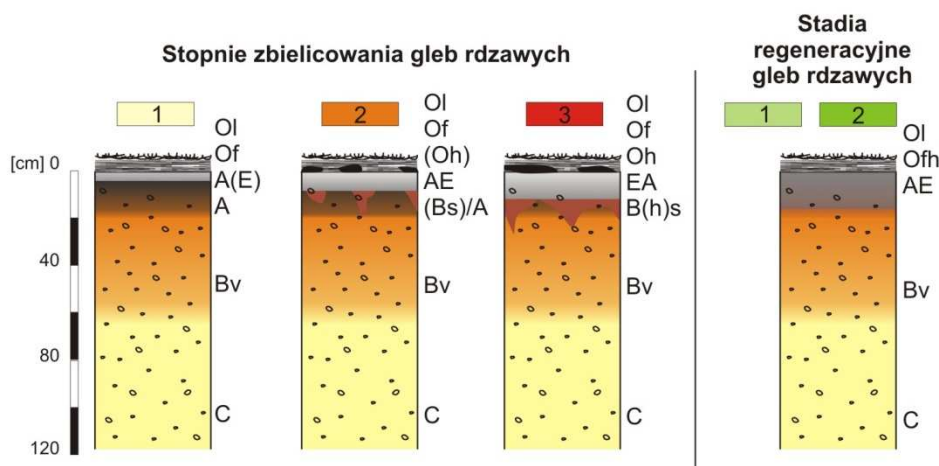 Stopnie zbielicowania gleb rdzawych
1
Ol
Of
A(E)
A
Bv
C
2
Ol
Of
(Oh)
AE
(Bs)/A
Bv
C
3
Ol
Of
Oh
EA
B(h)s
Bv
C
[cm] 0
40
80
120
Stadia
regeneracyjne
gleb rdzawych
1
2
Ol
Ofh
AE
Bv
C